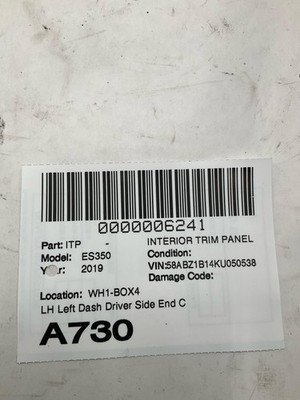 0000006241
Part: ITP - INTERIOR TRIM PANEL
Model: ES350 Condition:
Year: 2019 VIN:58ABZ1B14KU050538
Damage Code:
Location: WH1-BOX4
LH Left Dash Driver Side End C
A730